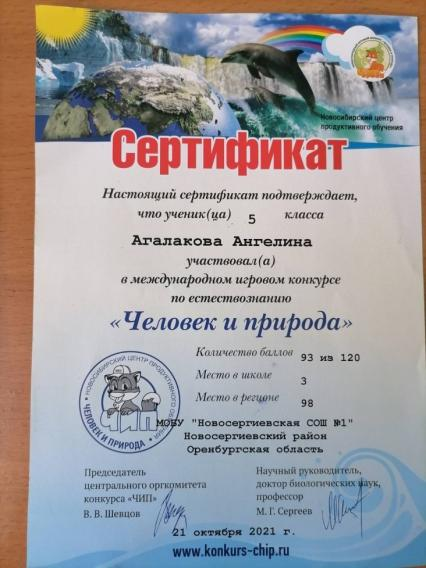 Новосибирский центр
продуктивного обучения
Сертификат
Настоящий сертификат подтверждает,
что ученик(ца) 5 класса
Агалакова Ангелина
участвовал(а)
в международном игровом конкурсе
по естествознанию
«Человек и природа»
Количество баллов 93 из 120
Место в школе 3
Место в регионе 98
НОВОСИБИРСКИЙ ЦЕНТР ПРОДУКТИВНОГО
ЧИП
ЧЕЛОВЕК И ПРИРОДА
МОБУ "Новосергиевская СОШ №1"
Новосергиевский район
Оренбургская область
Председатель
центрального оргкомитета
конкурса «ЧИП»
В. В. Шевцов
Научный руководитель,
доктор биологических наук,
профессор
М. Г. Сергеев
21 октября 2021 г.
www.konkurs-chip.ru